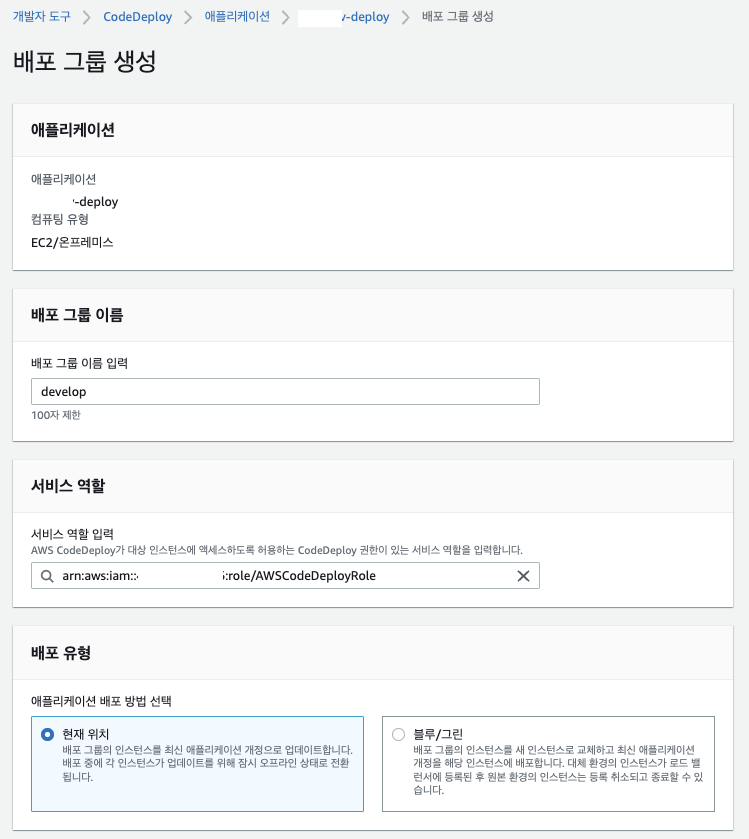 개발자 도구 > CodeDeploy > 애플리케이션 > -deploy > 배포 그룹 생성
배포 그룹 생성
애플리케이션
애플리케이션
-deploy
컴퓨팅 유형
EC2/온프레미스
배포 그룹 이름
배포 그룹 이름 입력
develop
100자 제한
서비스 역할
서비스 역할 입력
AWS CodeDeploy가 대상 인스턴스에 액세스하도록 허용하는 CodeDeploy 권한이 있는 서비스 역할을 입력합니다.
arn:aws:iam:: :role/AWSCodeDeployRole
배포 유형
애플리케이션 배포 방법 선택
현재 위치
배포 그룹의 인스턴스를 최신 애플리케이션 개정으로 업데이트합니다.
배포 중에 각 인스턴스가 업데이트를 위해 잠시 오프라인 상태로 전환
됩니다.
블루/그린
배포 그룹의 인스턴스를 새 인스턴스로 교체하고 최신 애플리케이션
개정을 해당 인스턴스에 배포합니다. 대체 환경의 인스턴스가 로드 밸
런서에 등록된 후 원본 환경의 인스턴스는 등록 취소되고 종료할 수 있
습니다.